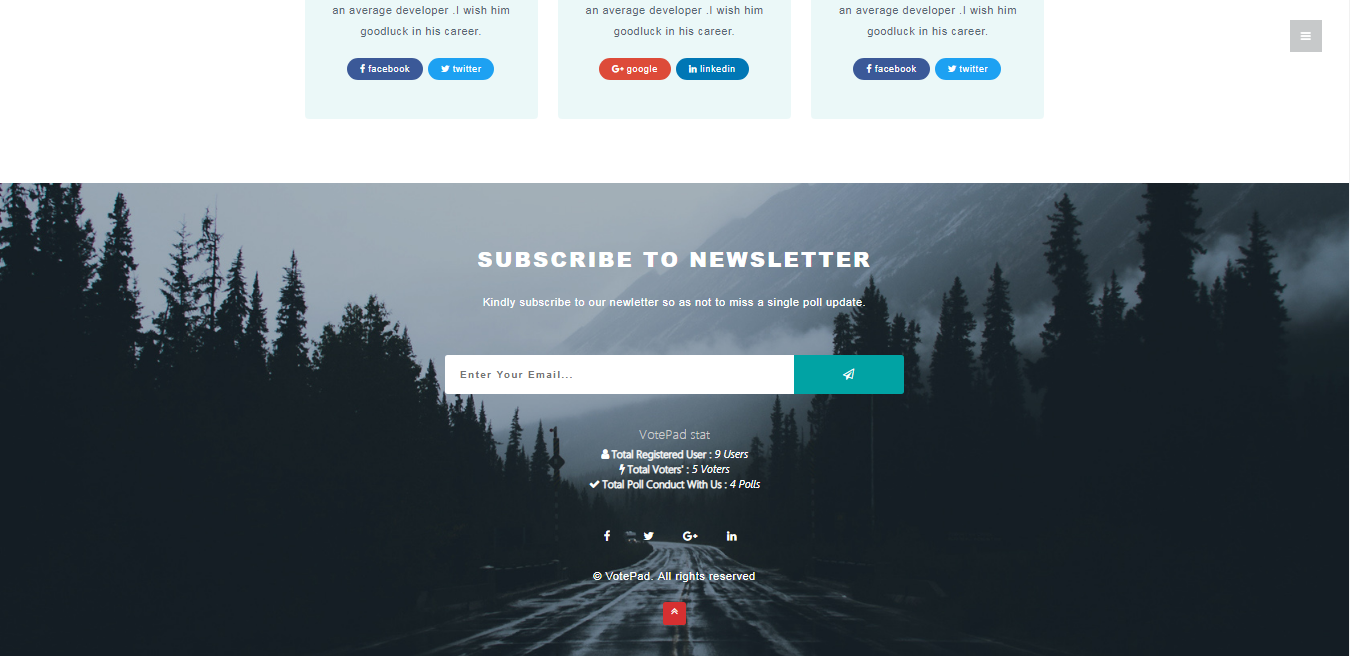 an average developer .I wish him
goodluck in his career.
facebook twitter
an average developer .I wish him
goodluck in his career.
google linkedin
an average developer .I wish him
goodluck in his career.
facebook twitter
SUBSCRIBE TO NEWSLETTER
Kindly subscribe to our newletter so as not to miss a single poll update.
Enter Your Email...
VotePad stat
Total Registered User : 9 Users
Total Voters' : 5 Voters
Total Poll Conduct With Us : 4 Polls
© VotePad. All rights reserved